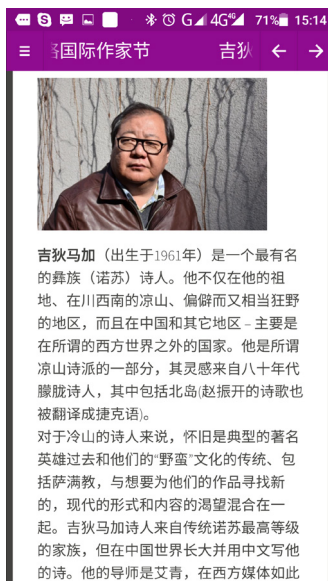 G 4G 4G 71% 15:14
国际作家节 吉狄
吉狄马加（出生于1961年）是一个最有名
的彝族（诺苏）诗人。他不仅在他的祖
地、在川西南的凉山、偏僻而又相当狂野
的地区，而且在中国和其它地区 – 主要是
在所谓的西方世界之外的国家。他是所谓
凉山诗派的一部分，其灵感来自八十年代
朦胧诗人，其中包括北岛(赵振开的诗歌也
被翻译成捷克语)。
对于冷山的诗人来说，怀旧是典型的著名
英雄过去和他们的“野蛮”文化的传统、包
括萨满教，与想要为他们的作品寻找新
的，现代的形式和内容的渴望混合在一
起。吉狄马加诗人来自传统诺苏最高等级
的家族，但在中国世界长大并用中文写他
的诗。他的导师是艾青，在西方媒体如此